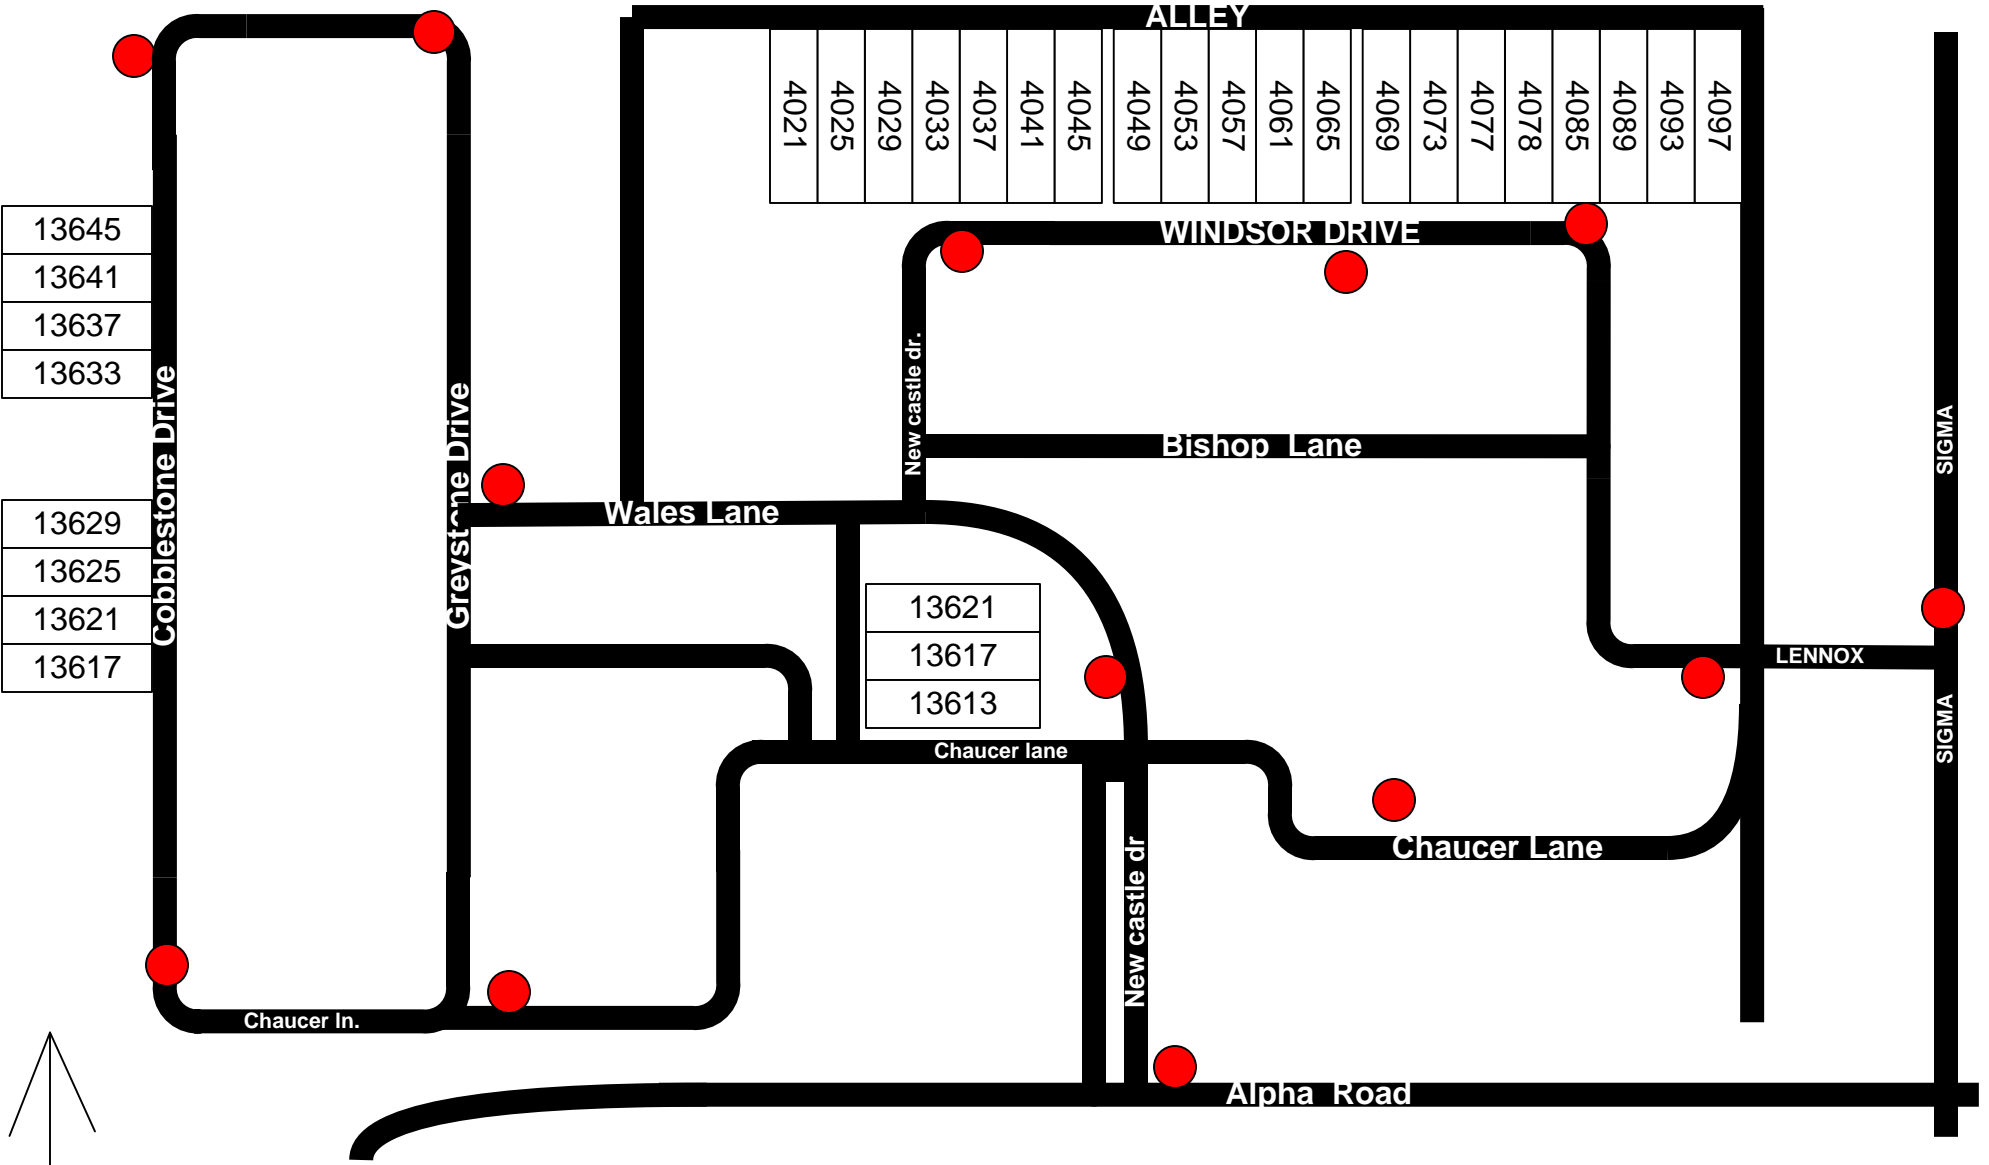 ALLEY
4021
4025
4029
4033
4037
4041
4045
4049
4053
4057
4061
4065
4069
4073
4077
4078
4085
4089
4093
4097
WINDSOR DRIVE
13645
13641
13637
13633
Cobblestone Drive
Greystone Drive
New castle dr.
Bishop Lane
SIGMA
13629
13625
13621
13617
Wales Lane
13621
13617
13613
LENNOX
SIGMA
Chaucer lane
Chaucer Lane
New castle dr
Chaucer ln.
Alpha Road